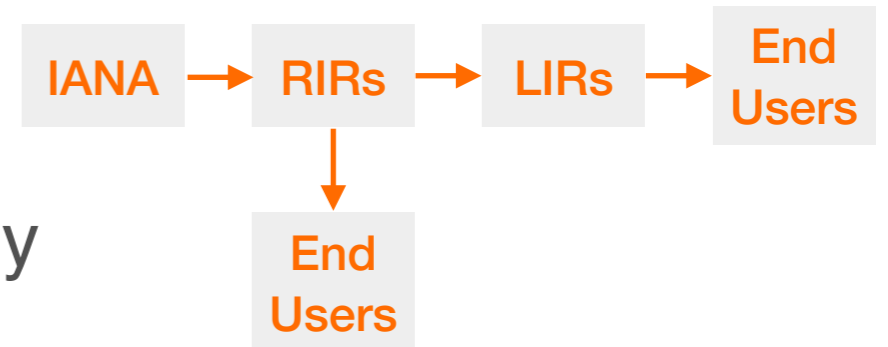 IANA
RIRs
LIRs
End
Users
y
End
Users